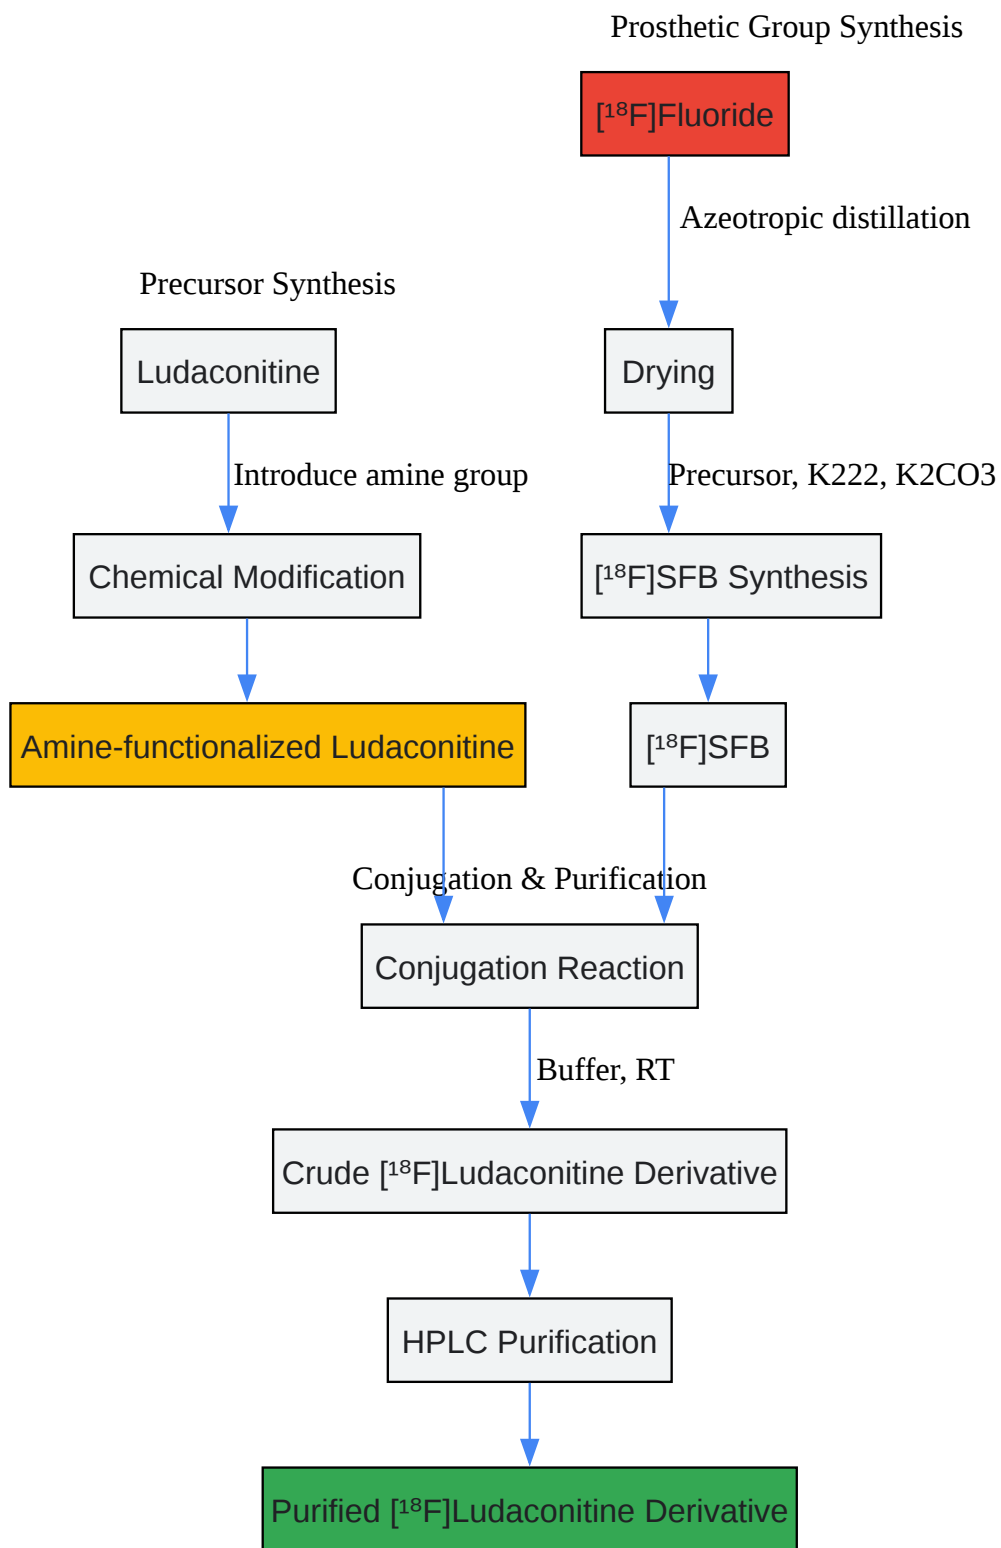 Prosthetic Group Synthesis
[¹⁸F]Fluoride
Azeotropic distillation
Precursor Synthesis
Ludaconitine
Drying
Introduce amine group
Precursor, K222, K2CO3
Chemical Modification
[¹⁸F]SFB Synthesis
Amine-functionalized Ludaconitine
[¹⁸F]SFB
Conjugation & Purification
Conjugation Reaction
Buffer, RT
Crude [¹⁸F]Ludaconitine Derivative
HPLC Purification
Purified [¹⁸F]Ludaconitine Derivative